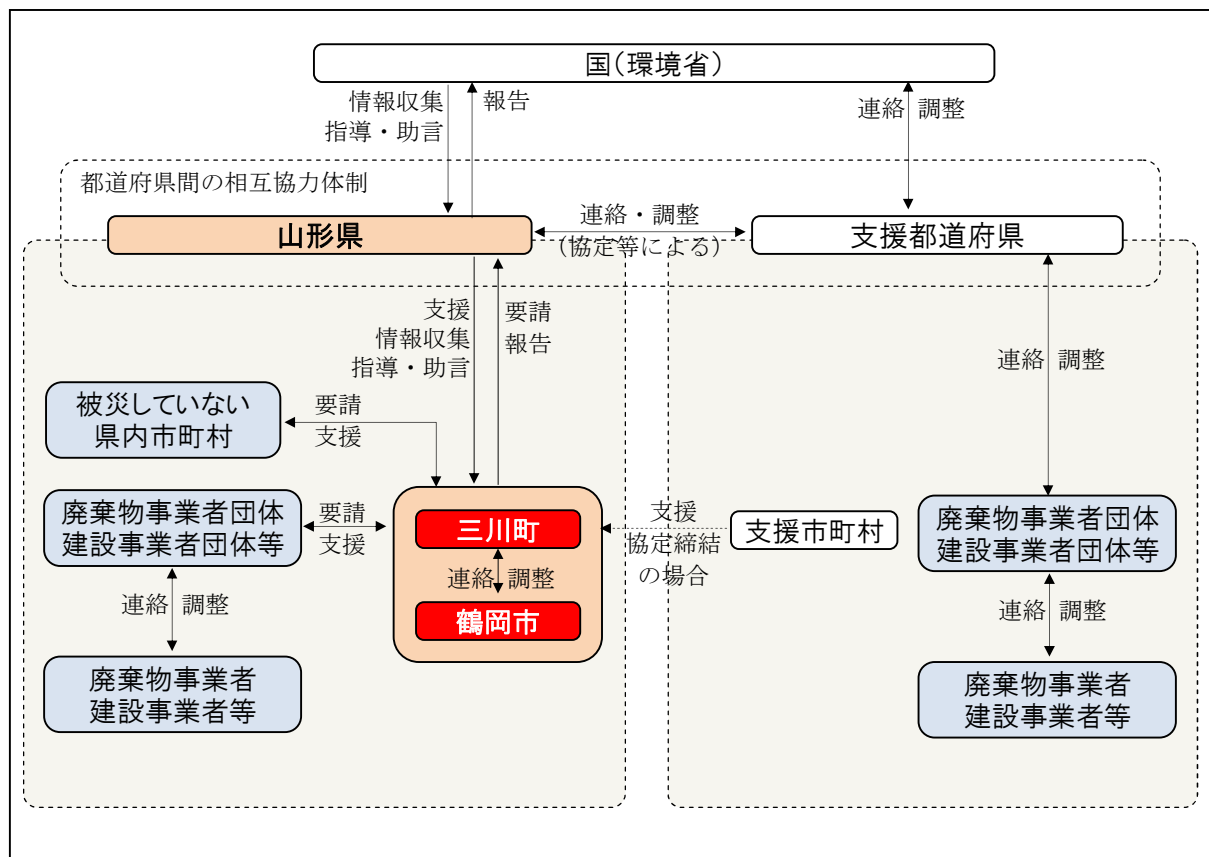 国(環境省)
情報収集
指導・助言
報告
連絡 調整
都道府県間の相互協力体制
山形県
連絡・調整
(協定等による)
支援都道府県
支援
情報収集
指導・助言
要請
報告
連絡 調整
被災していない
県内市町村
要請
支援
廃棄物事業者団体
建設事業者団体等
要請
支援
三川町
連絡 調整
鶴岡市
支援
協定締結
の場合
支援市町村
廃棄物事業者団体
建設事業者団体等
連絡 調整
連絡 調整
廃棄物事業者
建設事業者等
廃棄物事業者
建設事業者等